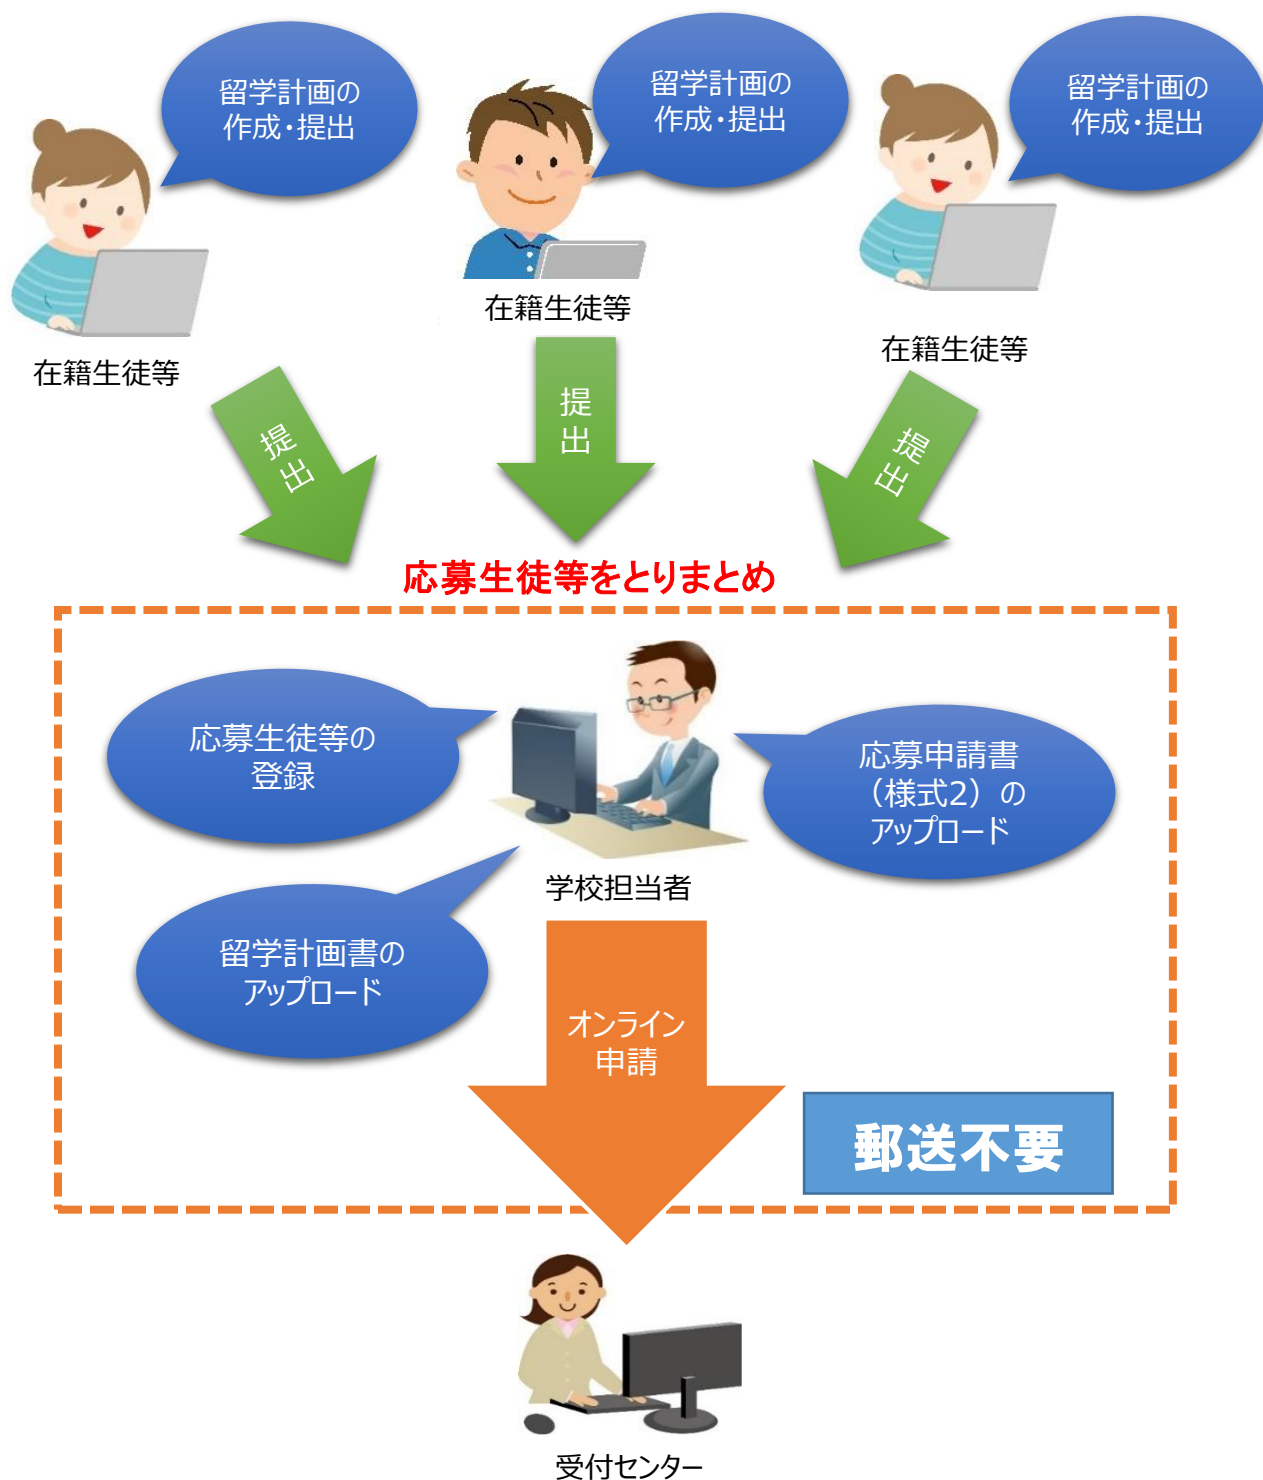 留学計画の
作成・提出
留学計画の
作成・提出
留学計画の
作成・提出
在籍生徒等
在籍生徒等
在籍生徒等
提出
提出
提出
応募生徒等をとりまとめ
応募生徒等の
登録
応募申請書
（様式2）の
アップロード
学校担当者
留学計画書の
アップロード
オンライン
申請
郵送不要
受付センター